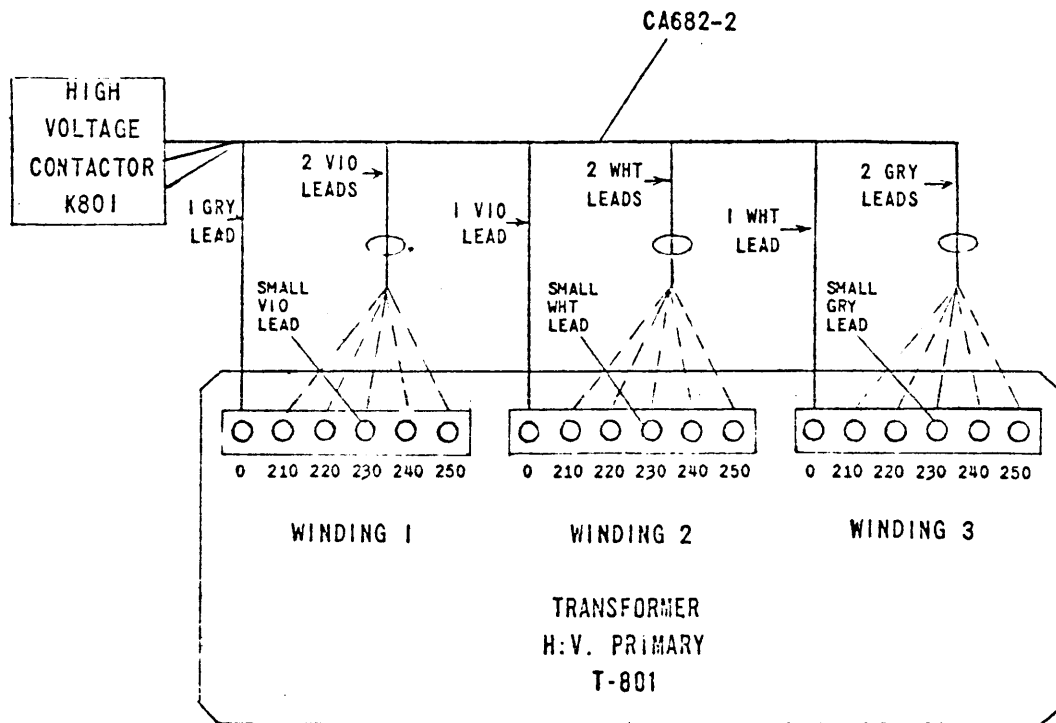 CA682-2
HIGH
VOLTAGE
CONTACTOR
K801
1 GRY
LEAD
2 VIO
LEADS
1 VIO
LEAD
2 WHT
LEADS
1 WHT
LEAD
2 GRY
LEADS
SMALL
VIO
LEAD
SMALL
WHT
LEAD
SMALL
GRY
LEAD
0 210 220 230 240 250
0 210 220 230 240 250
0 210 220 230 240 250
WINDING 1
WINDING 2
WINDING 3
TRANSFORMER
H.V. PRIMARY
T-801